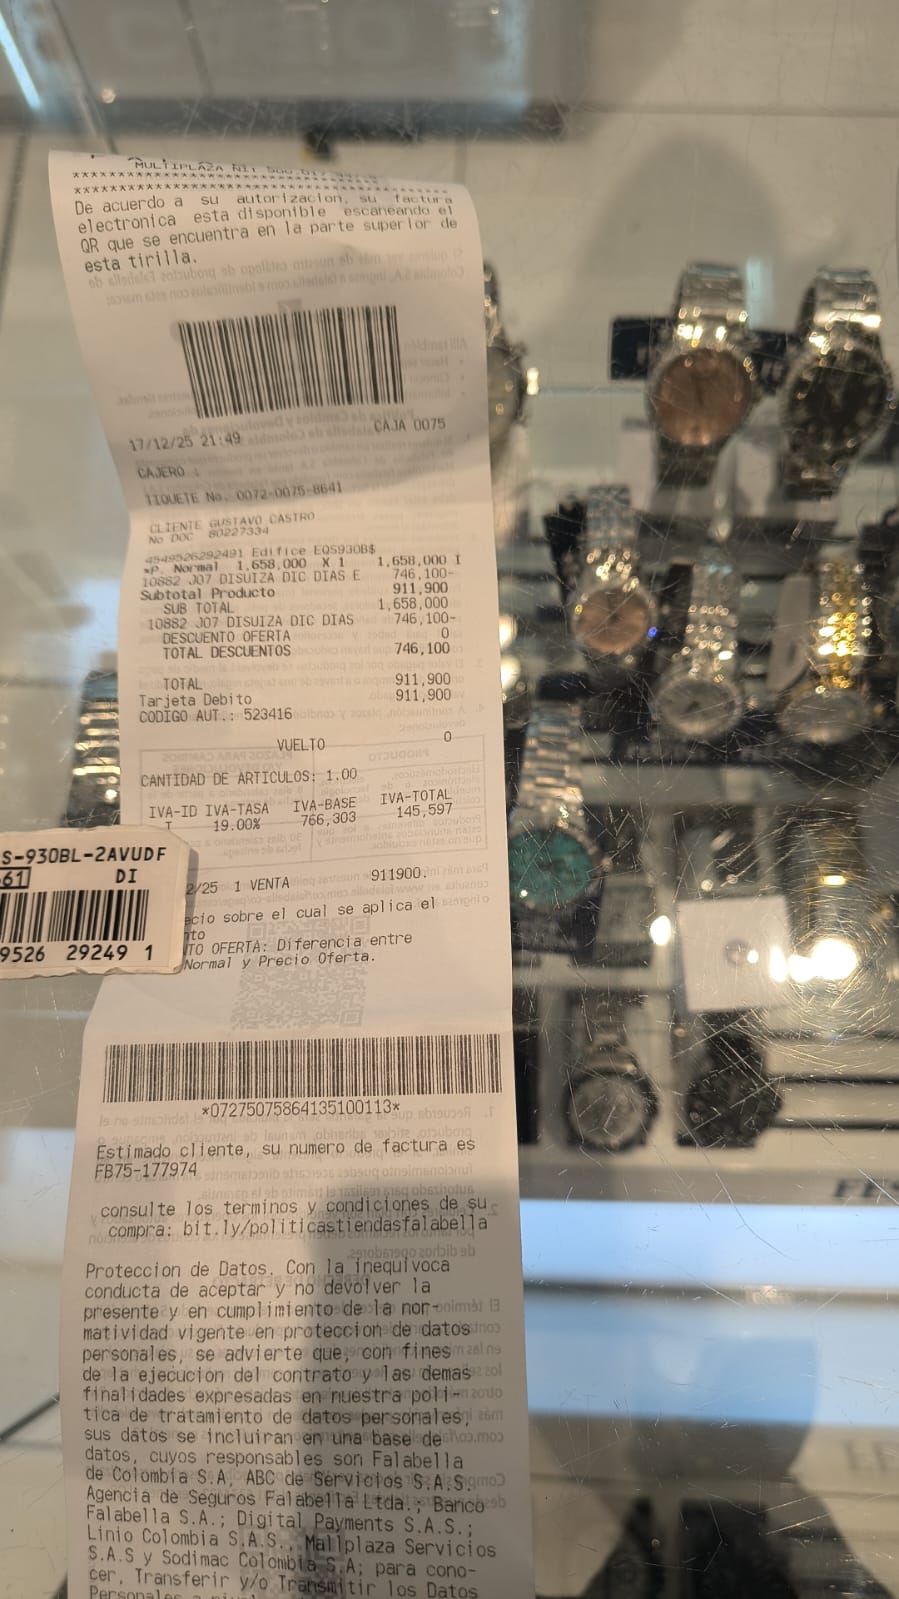 MULTIPLAZA
****************************************
****************************************
De acuerdo a su autorizacion, su factura
electronica esta disponible escaneando el
QR que se encuentra en la parte superior de
esta tirilla.
17/12/25 21:49 CAJA 0075
CAJERO
TIQUETE No. 0072-0075-8641
CLIENTE GUSTAVO CASTRO
No DOC 80227334
4549526292491 Edifice EQS930B$
*P. Normal 1,658,000 X 1 1,658,000 I
10882 J07 DISUIZA DIC DIAS E 746,100-
Subtotal Producto 911,900
SUB TOTAL 1,658,000
10882 J07 DISUIZA DIC DIAS 746,100-
DESCUENTO OFERTA 0
TOTAL DESCUENTOS 746,100
TOTAL 911,900
Tarjeta Debito 911,900
CODIGO AUT.: 523416
VUELTO 0
CANTIDAD DE ARTICULOS: 1.00
IVA-ID IVA-TASA IVA-BASE IVA-TOTAL
I 19.00% 766,303 145,597
S-930BL-2AVUDF
61 DI
9526 29249 1
2/25 1 VENTA 911900.
ecio sobre el cual se aplica el
nto
TO OFERTA: Diferencia entre
Normal y Precio Oferta.
*07275075864135100113*
Estimado cliente, su numero de factura es
FB75-177974
consulte los terminos y condiciones de su
compra: bit.ly/politicastiendasfalabella
Proteccion de Datos. Con la inequivoca
conducta de aceptar y no devolver la
presente y en cumplimiento de la nor-
matividad vigente en proteccion de datos
personales, se advierte que, con fines
de la ejecucion del contrato y las demas
finalidades expresadas en nuestra poli-
tica de tratamiento de datos personales,
sus datos se incluiran en una base de
datos, cuyos responsables son Falabella
de Colombia S.A, ABC de Servicios S.A.S.
Agencia de Seguros Falabella Ltda.; Banco
Falabella S.A.; Digital Payments S.A.S.;
Linio Colombia S.A.S., Mallplaza Servicios
S.A.S y Sodimac Colombia S.A; para cono-
cer, Transferir y/o Transmitir los Datos
Personales a